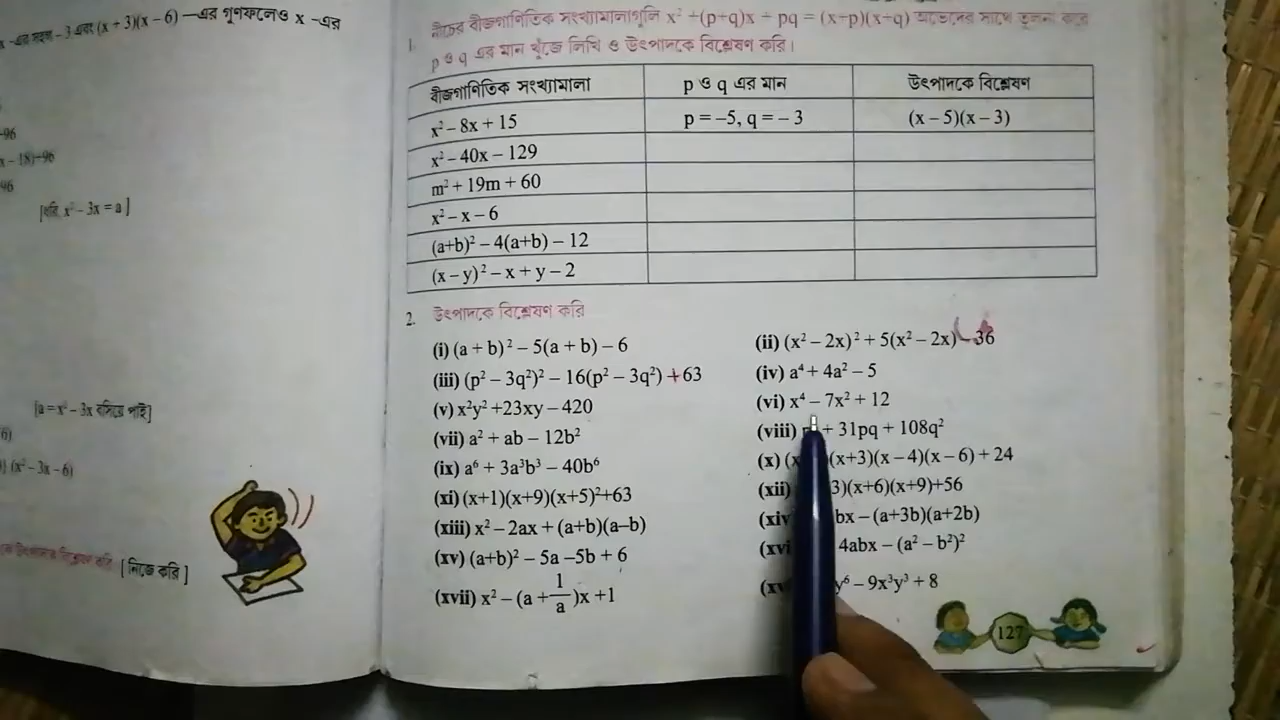 (x + 3)(x − 6) —এর গুণফলেও x -এর
−96
x − 18)−96
96
[ধরি, x² − 3x = a ]
[a = x² − 3x বসিয়ে পাই]
6)
(x² − 3x − 6)
[ নিজে করি ]
1. নীচের বীজগাণিতিক সংখ্যামালাগুলি x² +(p+q)x + pq = (x+p)(x+q) অভেদের সাথে তুলনা করে
p ও q এর মান খুঁজে লিখি ও উৎপাদকে বিশ্লেষণ করি।
বীজগাণিতিক সংখ্যামালা p ও q এর মান উৎপাদকে বিশ্লেষণ
x² − 8x + 15 p = −5, q = − 3 (x − 5)(x − 3)
x² − 40x − 129
m² + 19m + 60
x² − x − 6
(a+b)² − 4(a+b) − 12
(x − y)² − x + y − 2
2. উৎপাদকে বিশ্লেষণ করি
(i) (a + b)² − 5(a + b) − 6 (ii) (x² − 2x)² + 5(x² − 2x) − 36
(iii) (p² − 3q²)² − 16(p² − 3q²) + 63 (iv) a⁴ + 4a² − 5
(v) x²y² +23xy − 420 (vi) x⁴ − 7x² + 12
(vii) a² + ab − 12b² (viii) + 31pq + 108q²
(ix) a⁶ + 3a³b³ − 40b⁶ (x) (x+3)(x − 4)(x − 6) + 24
(xi) (x+1)(x+9)(x+5)²+63 (xii) 3)(x+6)(x+9)+56
(xiii) x² − 2ax + (a+b)(a−b) (xiv bx − (a+3b)(a+2b)
(xv) (a+b)² − 5a −5b + 6 (xvi 4abx − (a² − b²)²
(xvii) x² − (a + 1/a)x +1 y⁶ − 9x³y³ + 8
127